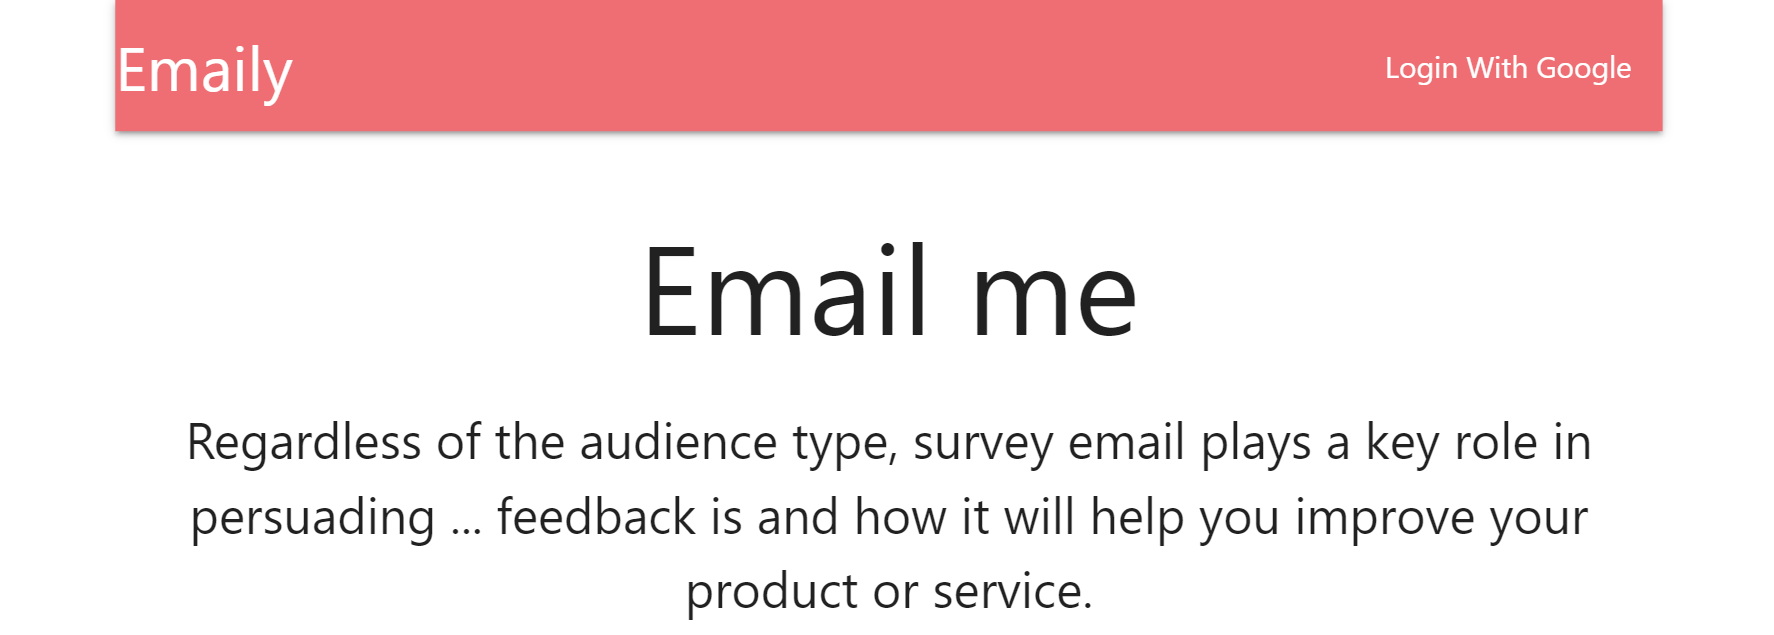 Emaily
Login With Google
Email me
Regardless of the audience type, survey email plays a key role in
persuading ... feedback is and how it will help you improve your
product or service.